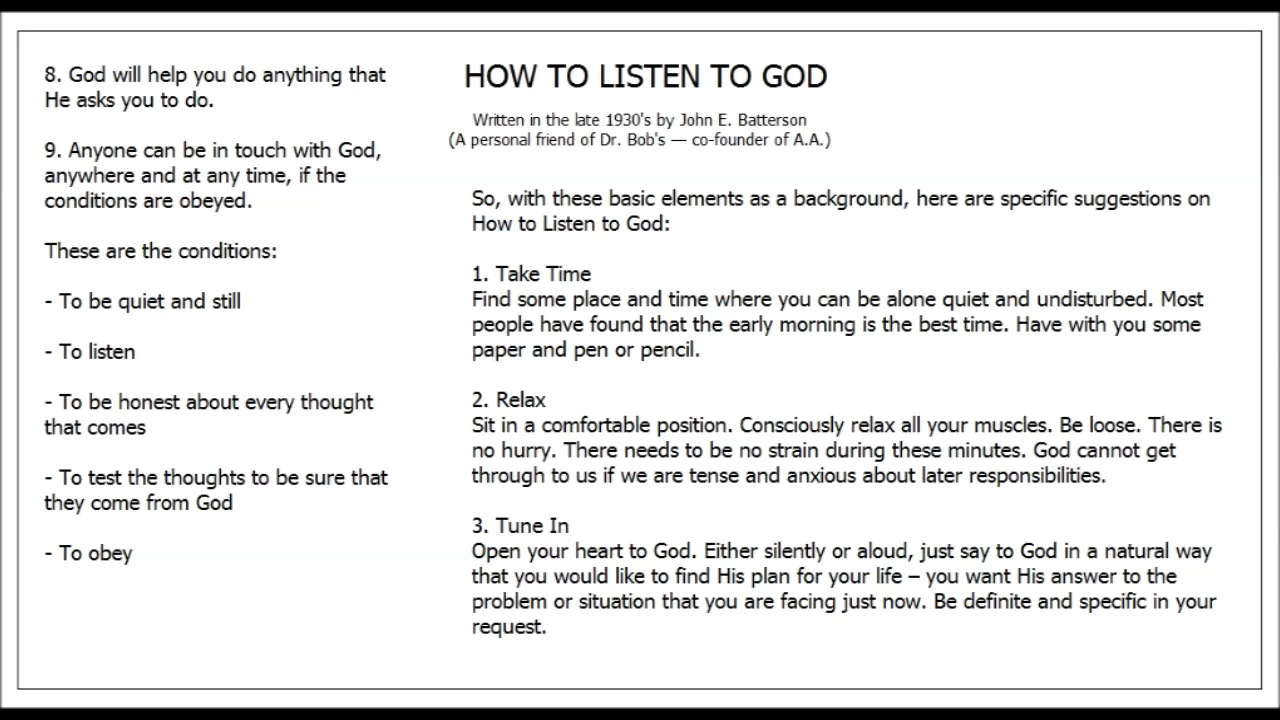 8. God will help you do anything that
He asks you to do.
9. Anyone can be in touch with God,
anywhere and at any time, if the
conditions are obeyed.
These are the conditions:
- To be quiet and still
- To listen
- To be honest about every thought
that comes
- To test the thoughts to be sure that
they come from God
- To obey
HOW TO LISTEN TO GOD
Written in the late 1930's by John E. Batterson
(A personal friend of Dr. Bob's — co-founder of A.A.)
So, with these basic elements as a background, here are specific suggestions on
How to Listen to God:
1. Take Time
Find some place and time where you can be alone quiet and undisturbed. Most
people have found that the early morning is the best time. Have with you some
paper and pen or pencil.
2. Relax
Sit in a comfortable position. Consciously relax all your muscles. Be loose. There is
no hurry. There needs to be no strain during these minutes. God cannot get
through to us if we are tense and anxious about later responsibilities.
3. Tune In
Open your heart to God. Either silently or aloud, just say to God in a natural way
that you would like to find His plan for your life – you want His answer to the
problem or situation that you are facing just now. Be definite and specific in your
request.